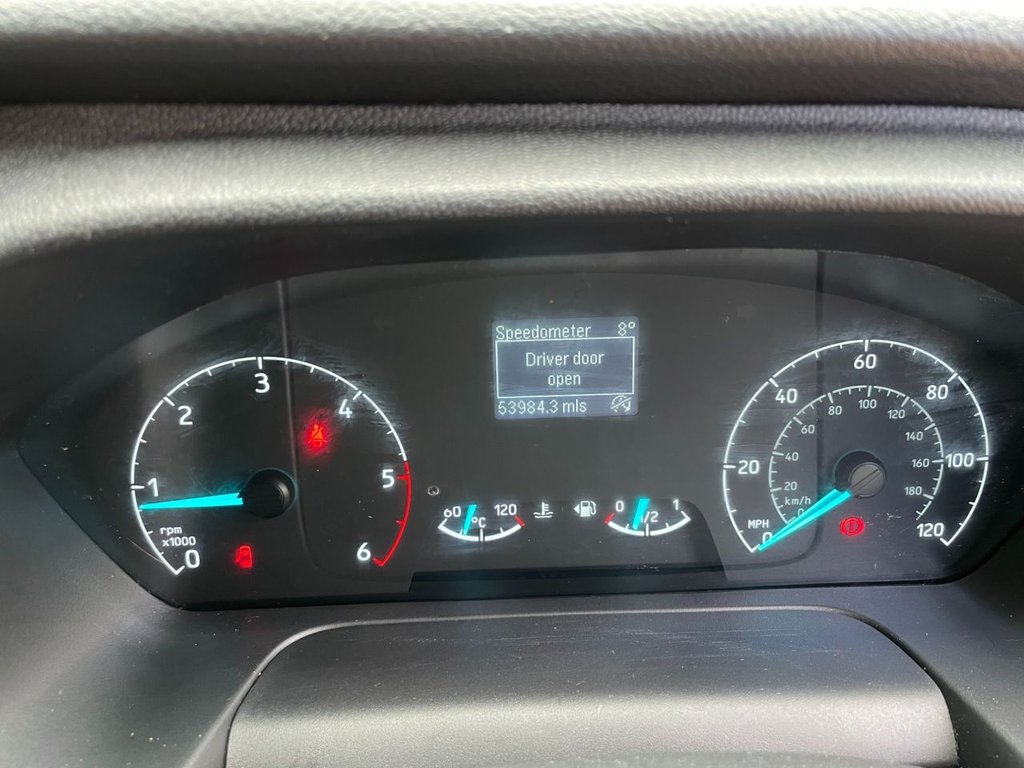 Speedometer 8°
Driver door
open
53984.3 mls
0 1 2 3 4 5 6
rpm
x1000
60 °C 120
0 1/2 1
0 20 40 60 80 100 120
MPH
0 20 40 60 80 100 120 140 160 180
km/h